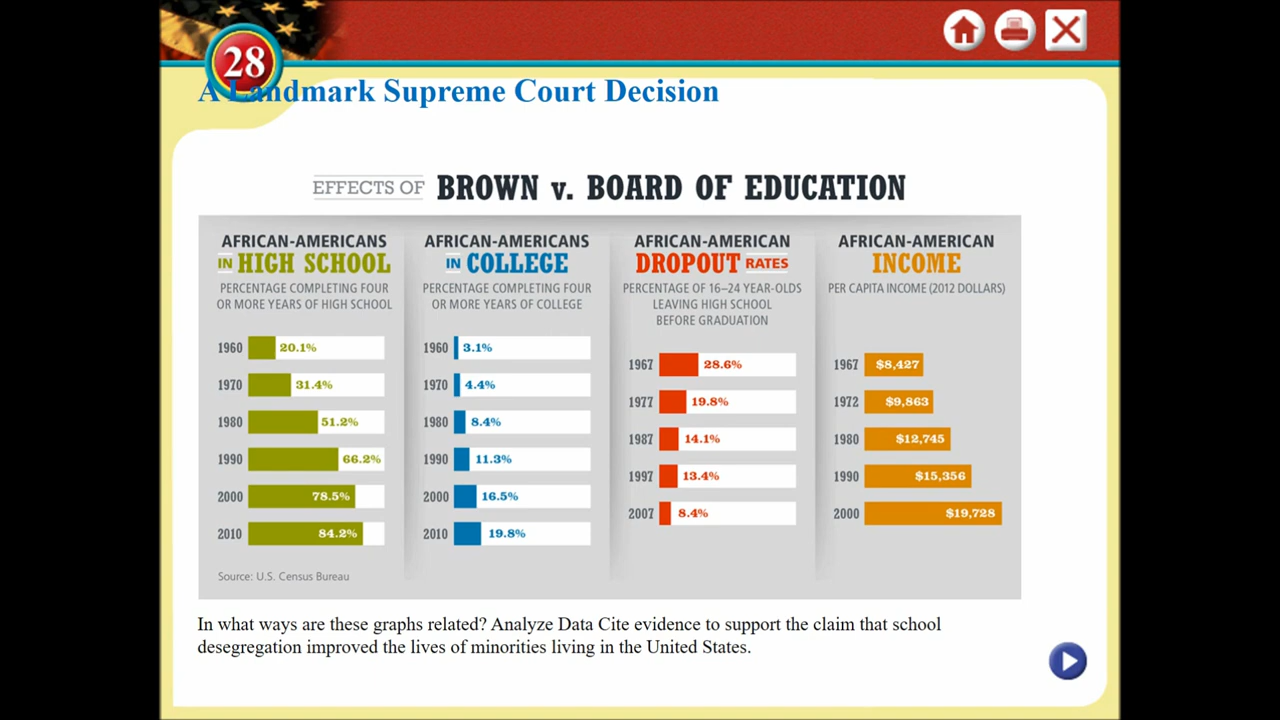 28
A Landmark Supreme Court Decision
EFFECTS OF BROWN v. BOARD OF EDUCATION
AFRICAN-AMERICANS
IN HIGH SCHOOL
PERCENTAGE COMPLETING FOUR
OR MORE YEARS OF HIGH SCHOOL
1960 20.1%
1970 31.4%
1980 51.2%
1990 66.2%
2000 78.5%
2010 84.2%
Source: U.S. Census Bureau
AFRICAN-AMERICANS
IN COLLEGE
PERCENTAGE COMPLETING FOUR
OR MORE YEARS OF COLLEGE
1960 3.1%
1970 4.4%
1980 8.4%
1990 11.3%
2000 16.5%
2010 19.8%
AFRICAN-AMERICAN
DROPOUT RATES
PERCENTAGE OF 16–24 YEAR-OLDS
LEAVING HIGH SCHOOL
BEFORE GRADUATION
1967 28.6%
1977 19.8%
1987 14.1%
1997 13.4%
2007 8.4%
AFRICAN-AMERICAN
INCOME
PER CAPITA INCOME (2012 DOLLARS)
1967 $8,427
1972 $9,863
1980 $12,745
1990 $15,356
2000 $19,728
In what ways are these graphs related? Analyze Data Cite evidence to support the claim that school
desegregation improved the lives of minorities living in the United States.